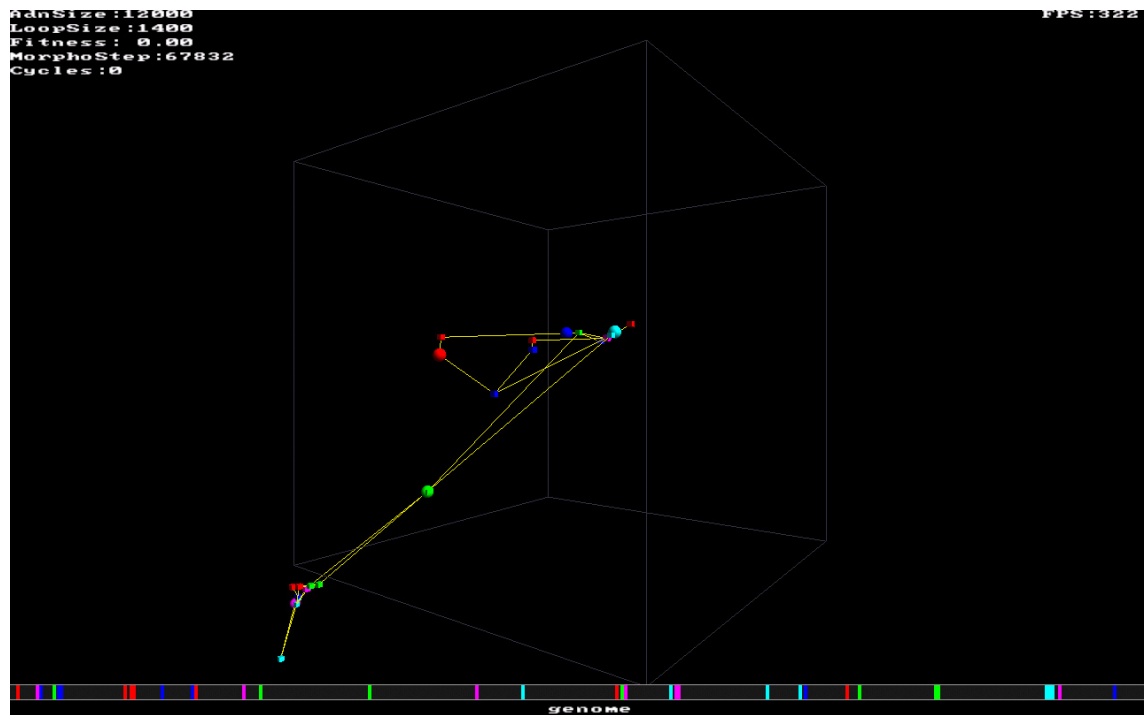 AdnSize:12000
FPS:322
LoopSize:1400
Fitness: 0.00
MorphoStep:67832
Cycles:0
genome